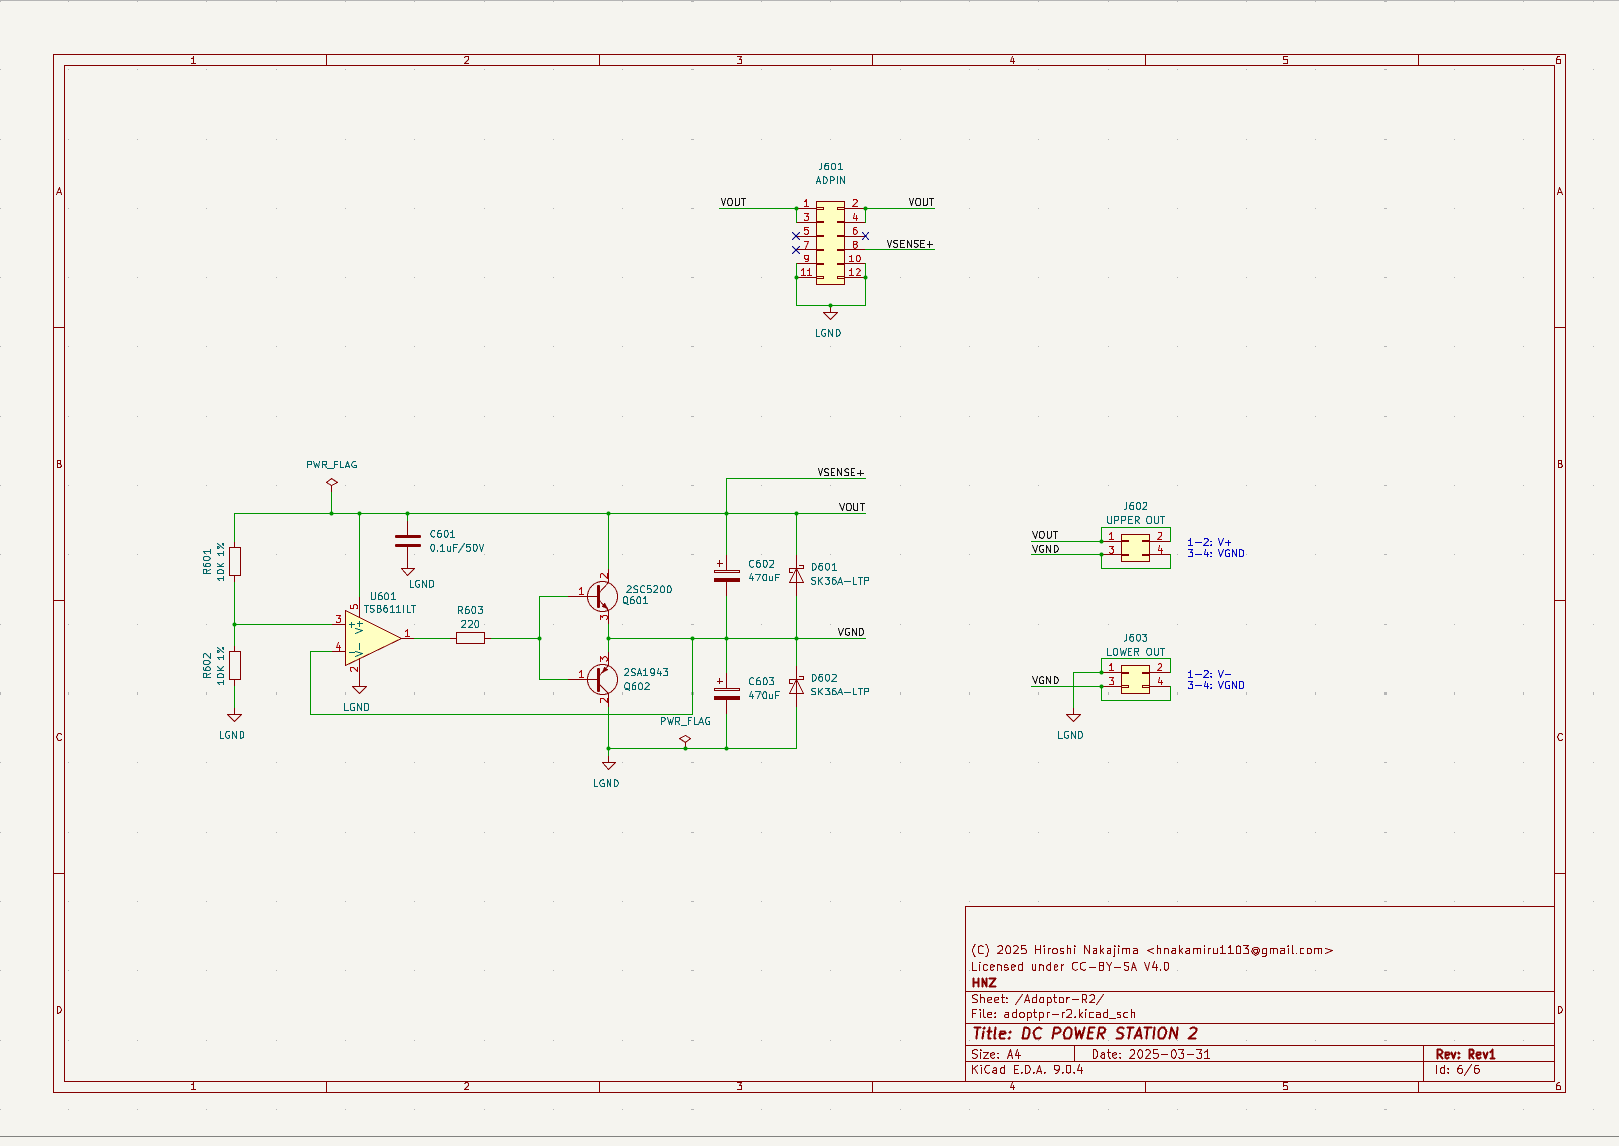 1 2 3 4 5 6
A A
B B
C C
D D
J601
ADPIN
VOUT 1 2 VOUT
3 4
5 6
7 8 VSENSE+
9 10
11 12
LGND
PWR_FLAG
VSENSE+
VOUT
R601
10K 1%
C601
0.1uF/50V
LGND
U601
TSB611ILT
5
3 + V+
4 - V-
1
2
LGND
R602
10K 1%
LGND
R603
220
2SC5200
Q601
1
2
3
2SA1943
Q602
1
3
2
C602
470uF
+
D601
SK36A-LTP
VGND
C603
470uF
+
D602
SK36A-LTP
PWR_FLAG
LGND
J602
UPPER OUT
VOUT 1 2
VGND 3 4
1-2: V+
3-4: VGND
J603
LOWER OUT
1 2
VGND 3 4
1-2: V-
3-4: VGND
LGND
(C) 2025 Hiroshi Nakajima <hnakamiru1103@gmail.com>
Licensed under CC-BY-SA V4.0
HNZ
Sheet: /Adaptor-R2/
File: adoptpr-r2.kicad_sch
Title: DC POWER STATION 2
Size: A4 Date: 2025-03-31 Rev: Rev1
KiCad E.D.A. 9.0.4 Id: 6/6
1 2 3 4 5 6